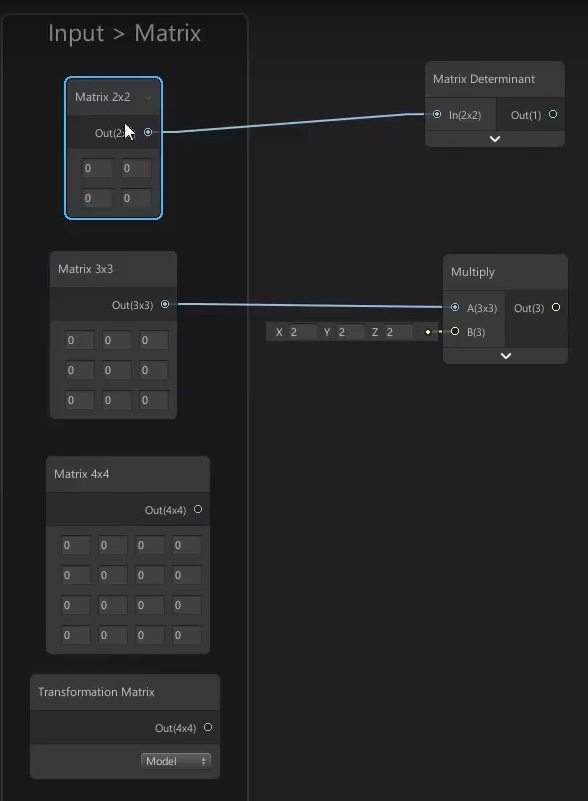 Input > Matrix
Matrix 2x2
0 0
0 0
Matrix Determinant
In(2x2) Out(1)
Matrix 3x3
Out(3x3)
0 0 0
0 0 0
0 0 0
Multiply
A(3x3) Out(3)
X 2 Y 2 Z 2 B(3)
Matrix 4x4
Out(4x4)
0 0 0 0
0 0 0 0
0 0 0 0
0 0 0 0
Transformation Matrix
Out(4x4)
Model